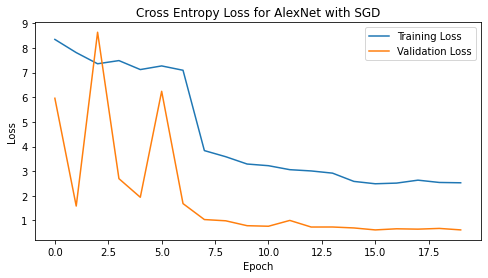 Cross Entropy Loss for AlexNet with SGD
Training Loss
Validation Loss
Loss
9
8
7
6
5
4
3
2
1
0.0 2.5 5.0 7.5 10.0 12.5 15.0 17.5
Epoch